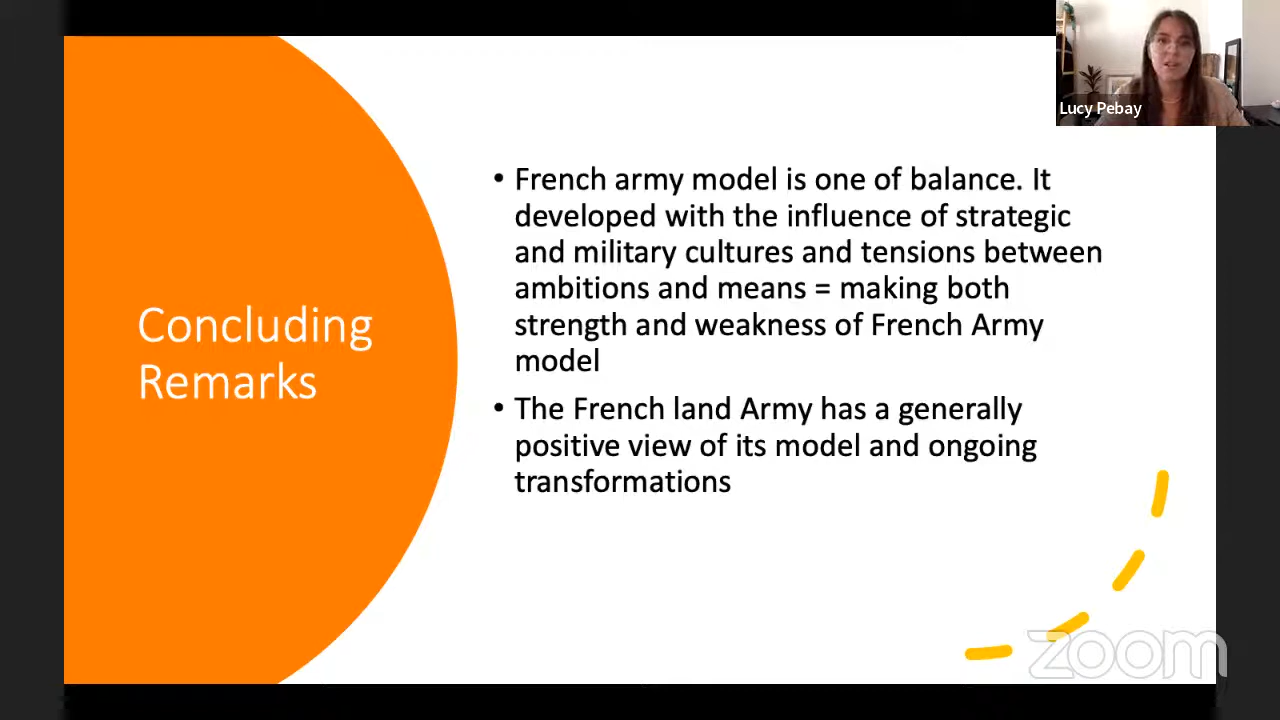 Lucy Pebay
Concluding
Remarks
• French army model is one of balance. It
developed with the influence of strategic
and military cultures and tensions between
ambitions and means = making both
strength and weakness of French Army
model
• The French land Army has a generally
positive view of its model and ongoing
transformations
zoom